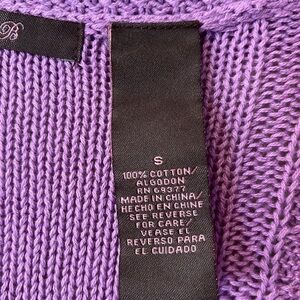 B
S
100% COTTON/
ALGODON
RN 69377
MADE IN CHINA/
HECHO EN CHINE
SEE REVERSE
FOR CARE/
VEASE EL
REVERSO PARA
EL CUIDADO